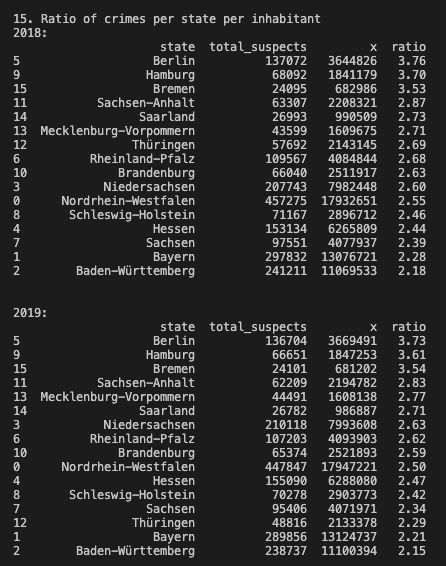 15. Ratio of crimes per state per inhabitant
2018:
state total_suspects x ratio
5 Berlin 137072 3644826 3.76
9 Hamburg 68092 1841179 3.70
15 Bremen 24095 682986 3.53
11 Sachsen-Anhalt 63307 2208321 2.87
14 Saarland 26993 990509 2.73
13 Mecklenburg-Vorpommern 43599 1609675 2.71
12 Thüringen 57692 2143145 2.69
6 Rheinland-Pfalz 109567 4084844 2.68
10 Brandenburg 66040 2511917 2.63
3 Niedersachsen 207743 7982448 2.60
0 Nordrhein-Westfalen 457275 17932651 2.55
8 Schleswig-Holstein 71167 2896712 2.46
4 Hessen 153134 6265809 2.44
7 Sachsen 97551 4077937 2.39
1 Bayern 297832 13076721 2.28
2 Baden-Württemberg 241211 11069533 2.18
2019:
state total_suspects x ratio
5 Berlin 136704 3669491 3.73
9 Hamburg 66651 1847253 3.61
15 Bremen 24101 681202 3.54
11 Sachsen-Anhalt 62209 2194782 2.83
13 Mecklenburg-Vorpommern 44491 1608138 2.77
14 Saarland 26782 986887 2.71
3 Niedersachsen 210118 7993608 2.63
6 Rheinland-Pfalz 107203 4093903 2.62
10 Brandenburg 65374 2521893 2.59
0 Nordrhein-Westfalen 447847 17947221 2.50
4 Hessen 155090 6288080 2.47
8 Schleswig-Holstein 70278 2903773 2.42
7 Sachsen 95406 4071971 2.34
12 Thüringen 48816 2133378 2.29
1 Bayern 289856 13124737 2.21
2 Baden-Württemberg 238737 11100394 2.15